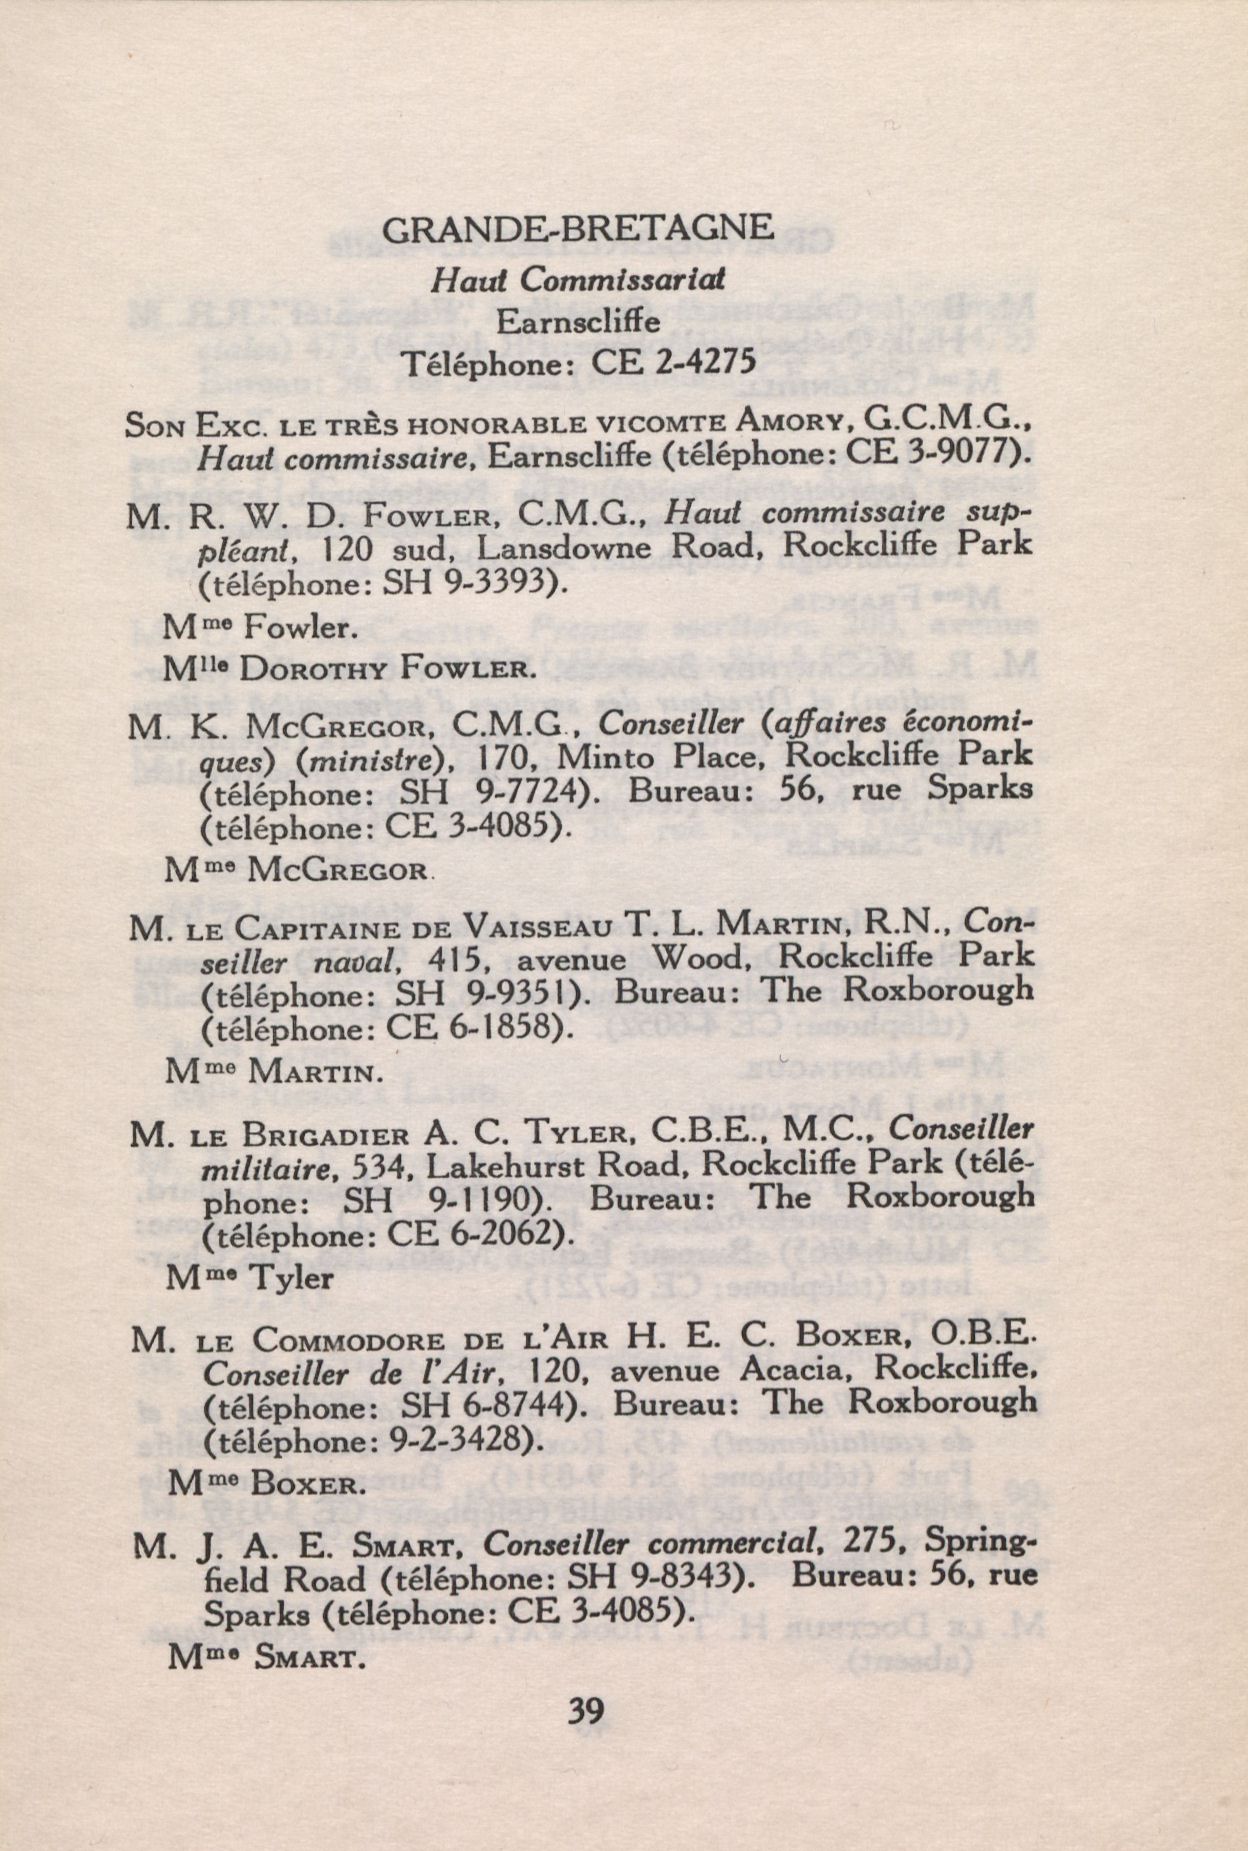 GRANDE-BRETAGNE
Haut Commissariat
Earnscliffe
Téléphone: CE 2-4275
SON EXC. LE TRÈS HONORABLE VICOMTE AMORY, G.C.M.G.,
Haut commissaire, Earnscliffe (téléphone: CE 3-9077).
M. R. W. D. FOWLER, C.M.G., Haut commissaire sup-
pléant, 120 sud, Lansdowne Road, Rockcliffe Park
(téléphone: SH 9-3393).
Mme Fowler.
Mlle DOROTHY FOWLER.
M. K. MCGREGOR, C.M.G., Conseiller (affaires économi-
ques) (ministre), 170, Minto Place, Rockcliffe Park
(téléphone: SH 9-7724). Bureau: 56, rue Sparks
(téléphone: CE 3-4085).
Mme MCGREGOR.
M. LE CAPITAINE DE VAISSEAU T. L. MARTIN, R.N., Con-
seiller naval, 415, avenue Wood, Rockcliffe Park
(téléphone: SH 9-9351). Bureau: The Roxborough
(téléphone: CE 6-1858).
Mme MARTIN.
M. LE BRIGADIER A. C. TYLER, C.B.E., M.C., Conseiller
militaire, 534, Lakehurst Road, Rockcliffe Park (télé-
phone: SH 9-1190). Bureau: The Roxborough
(téléphone: CE 6-2062).
Mme Tyler
M. LE COMMODORE DE L'AIR H. E. C. BOXER, O.B.E.
Conseiller de l'Air, 120, avenue Acacia, Rockcliffe,
(téléphone: SH 6-8744). Bureau: The Roxborough
(téléphone: 9-2-3428).
Mme BOXER.
M. J. A. E. SMART, Conseiller commercial, 275, Spring-
field Road (téléphone: SH 9-8343). Bureau: 56, rue
Sparks (téléphone: CE 3-4085).
Mme SMART.
39